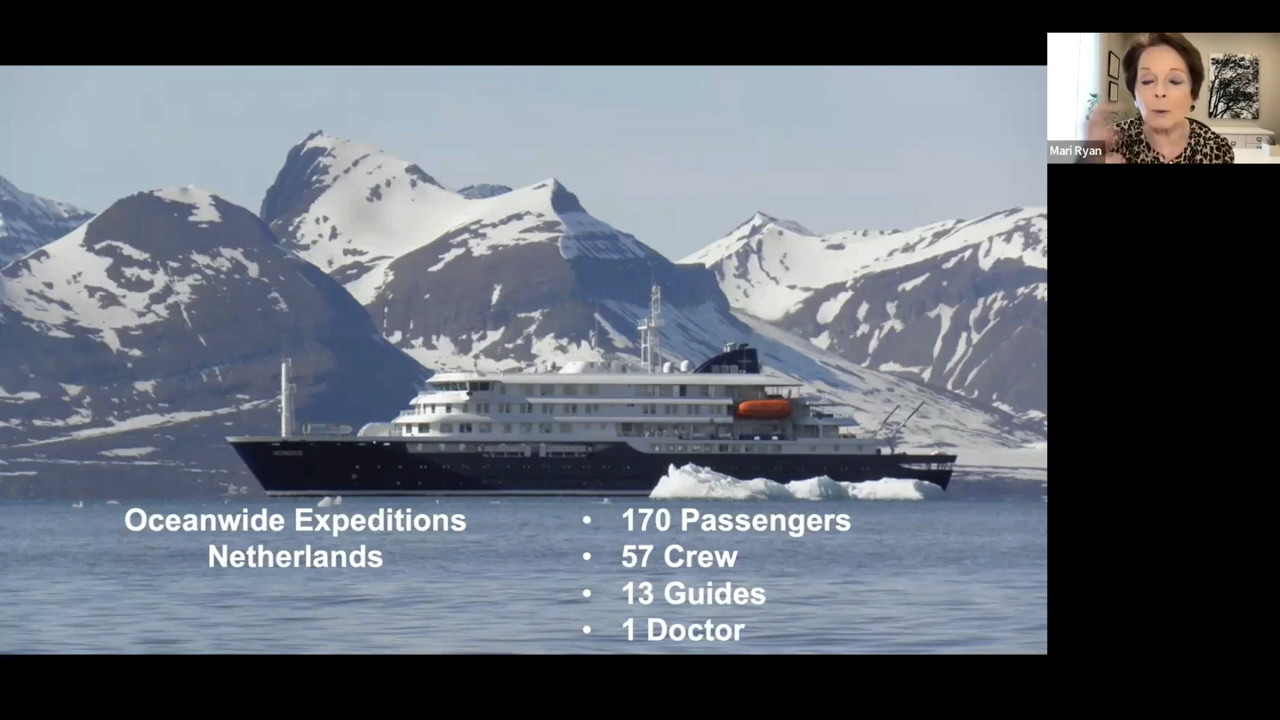 Mari Ryan
Oceanwide Expeditions
Netherlands
• 170 Passengers
• 57 Crew
• 13 Guides
• 1 Doctor